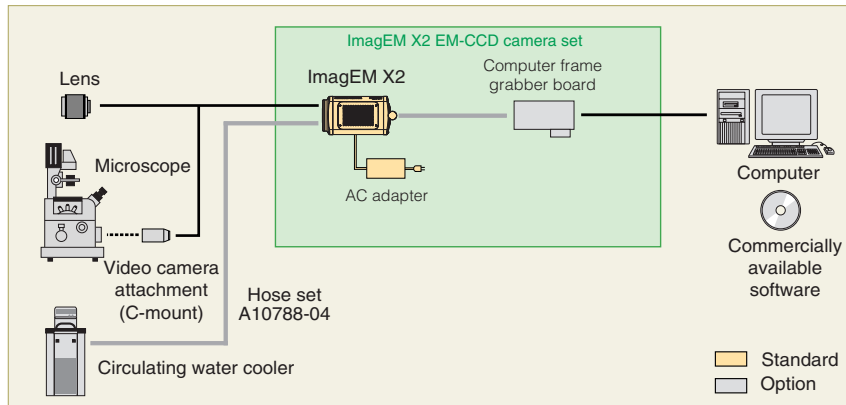 ImagEM X2 EM-CCD camera set
Lens
ImagEM X2
Computer frame
grabber board
Microscope
AC adapter
Computer
Video camera
attachment
(C-mount)
Hose set
A10788-04
Commercially
available
software
Circulating water cooler
Standard
Option